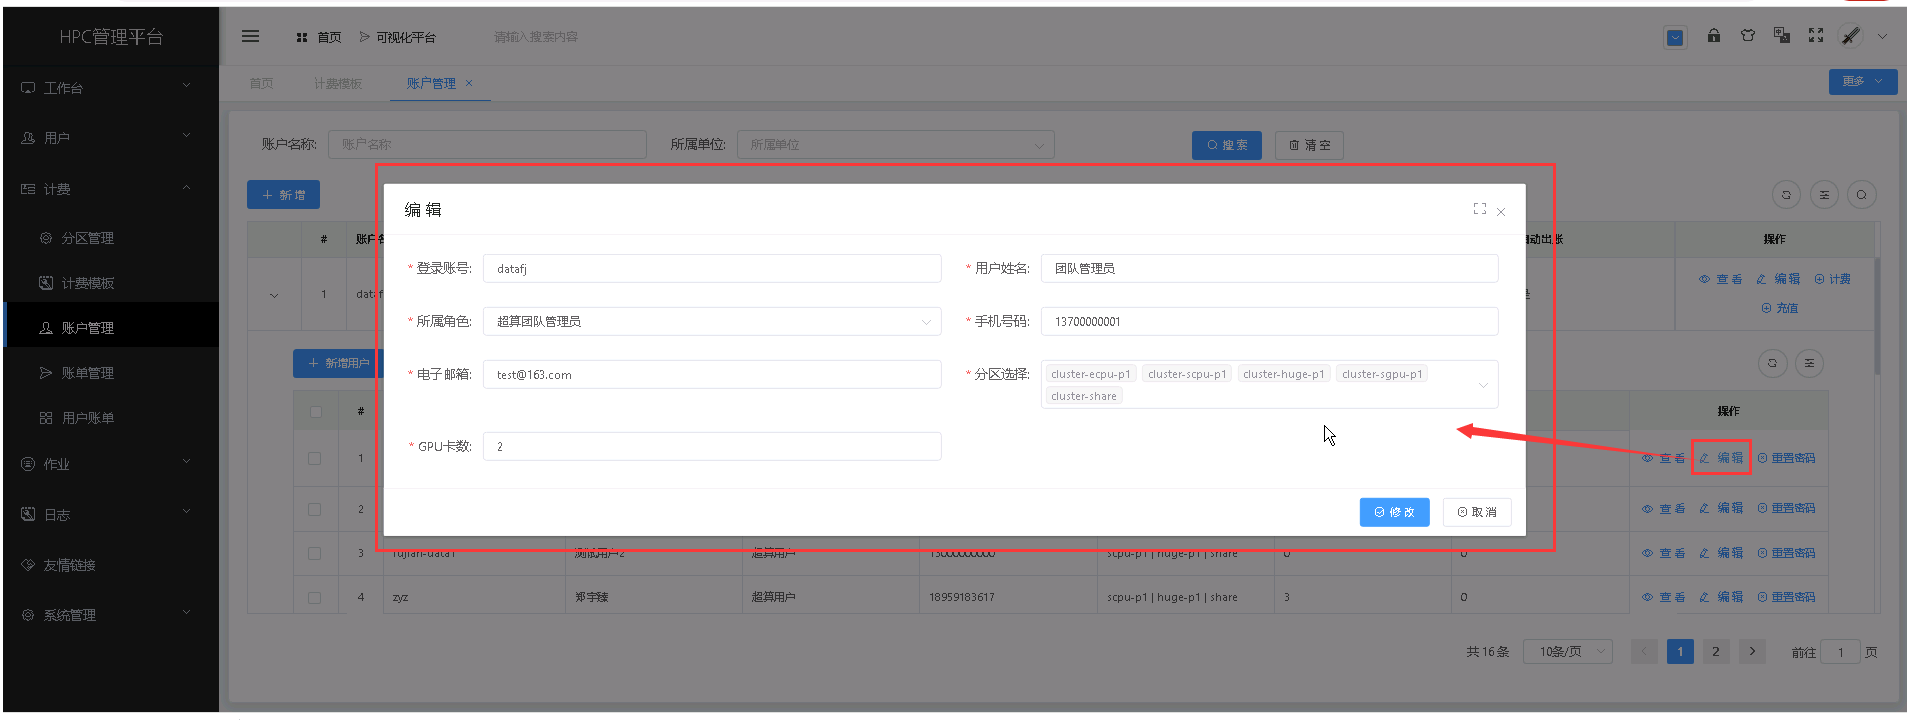 HPC管理平台
首页 可视化平台 请输入搜索内容
工作台
用户
计费
分区管理
计费模板
账户管理
账单管理
用户账单
作业
日志
友情链接
系统管理
首页 计费模板 账户管理 × 更多
账户名称: 账户名称 所属单位: 所属单位 搜索 清空
+ 新增
# 账户 动出账 操作
1 data 查看 编辑 计费
充值
+ 新增用户
# 操作
编辑
* 登录账号: datafj * 用户姓名: 团队管理员
* 所属角色: 超算团队管理员 * 手机号码: 13700000001
* 电子邮箱: test@163.com * 分区选择: cluster-ecpu-p1 cluster-scpu-p1 cluster-huge-p1 cluster-sgpu-p1
cluster-share
* GPU卡数: 2
修改 取消
1 查看 编辑 重置密码
2 查看 编辑 重置密码
3 fujian-data1 测试用户2 超算用户 13000000000 scpu-p1 | huge-p1 | share 0 0 查看 编辑 重置密码
4 zyz 郑宇臻 超算用户 18959183617 scpu-p1 | huge-p1 | share 3 0 查看 编辑 重置密码
共 16 条 10条/页 < 1 2 > 前往 1 页